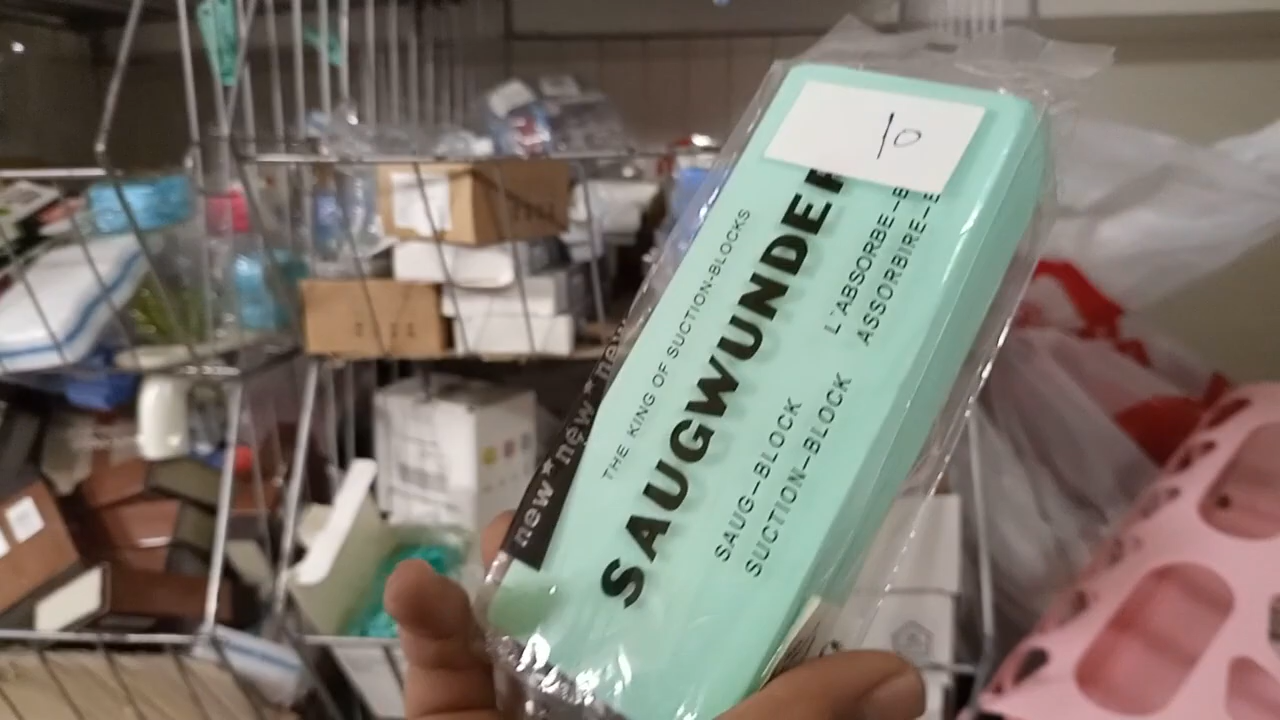 10
new*new*new
THE KING OF SUCTION-BLOCKS
SAUGWUNDER
SAUG-BLOCK
SUCTION-BLOCK
L'ABSORBE-B
ASSORBIRE-B